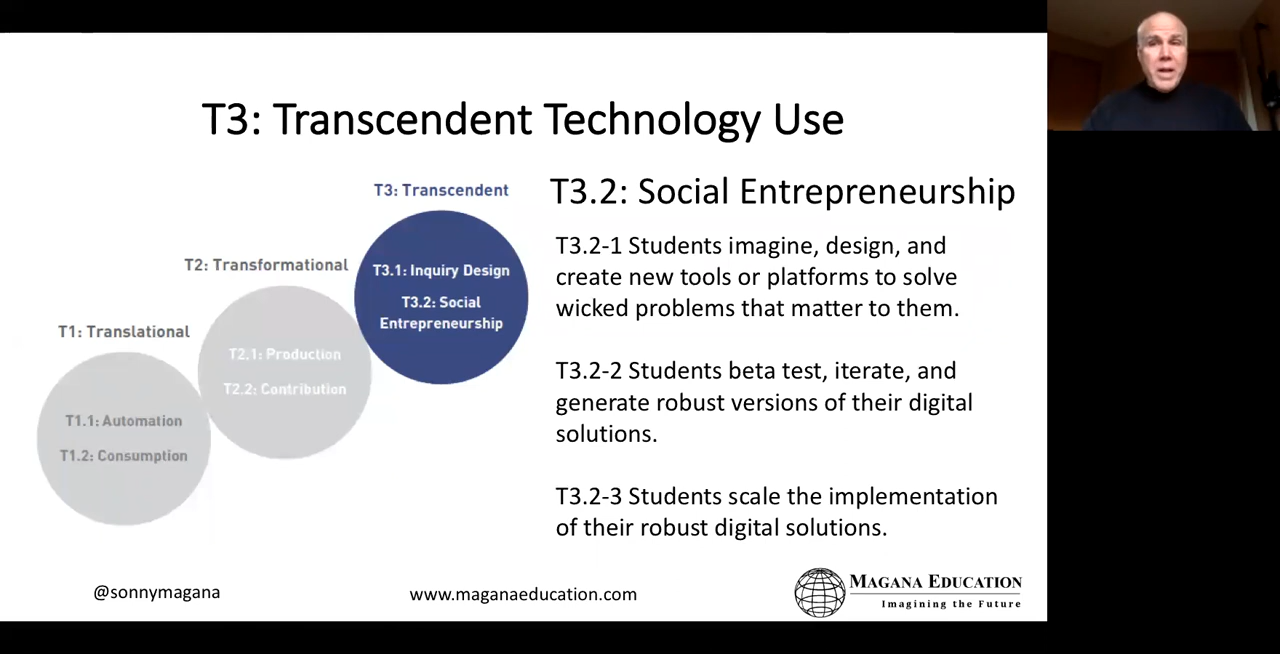 T3: Transcendent Technology Use
T3: Transcendent
T3.1: Inquiry Design
T3.2: Social
Entrepreneurship
T2: Transformational
T2.1: Production
T2.2: Contribution
T1: Translational
T1.1: Automation
T1.2: Consumption
T3.2: Social Entrepreneurship
T3.2-1 Students imagine, design, and
create new tools or platforms to solve
wicked problems that matter to them.
T3.2-2 Students beta test, iterate, and
generate robust versions of their digital
solutions.
T3.2-3 Students scale the implementation
of their robust digital solutions.
@sonnymagana
www.maganaeducation.com
MAGANA EDUCATION
Imagining the Future